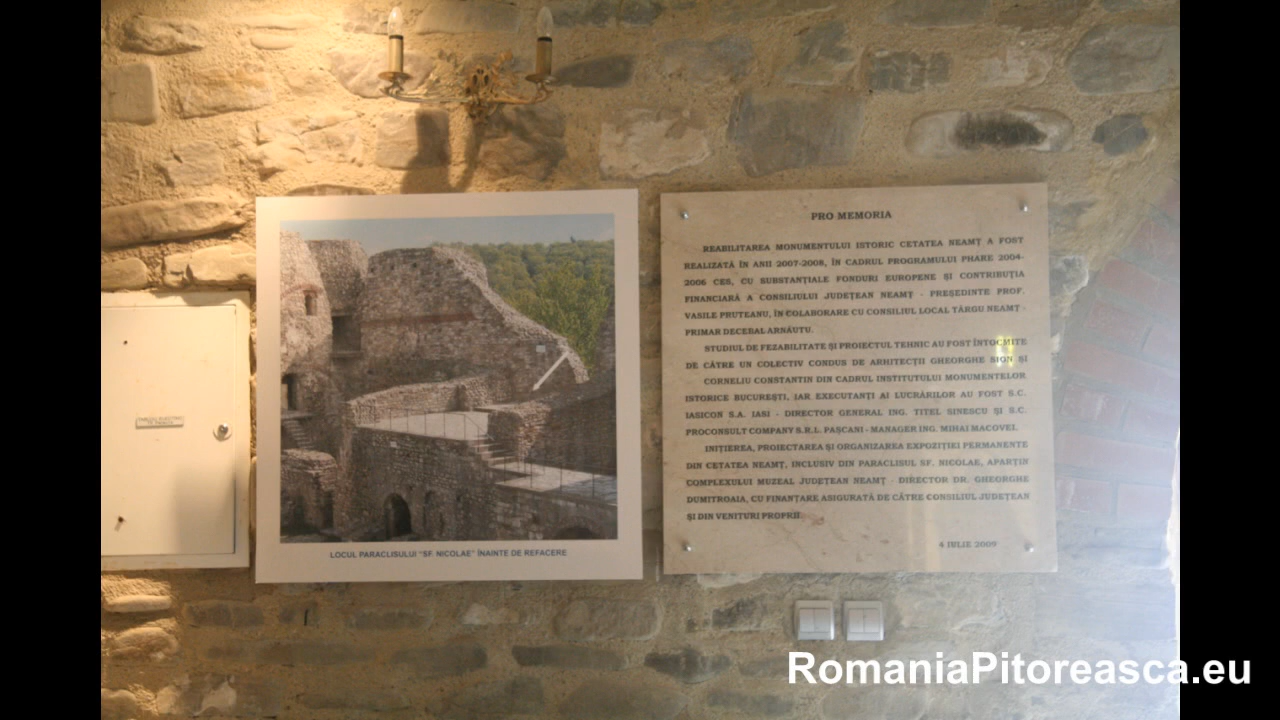 PRO MEMORIA
REABILITAREA MONUMENTULUI ISTORIC CETATEA NEAMȚ A FOST
REALIZATĂ ÎN ANII 2007-2008, ÎN CADRUL PROGRAMULUI PHARE 2004-
2006 CES, CU SUBSTANȚIALE FONDURI EUROPENE ȘI CONTRIBUȚIA
FINANCIARĂ A CONSILIULUI JUDEȚEAN NEAMȚ - PREȘEDINTE PROF.
VASILE PRUTEANU, ÎN COLABORARE CU CONSILIUL LOCAL TÂRGU NEAMȚ -
PRIMAR DECEBAL ARNĂUTU.
STUDIUL DE FEZABILITATE ȘI PROIECTUL TEHNIC AU FOST ÎNTOCMITE
DE CĂTRE UN COLECTIV CONDUS DE ARHITECȚII GHEORGHE SION ȘI
CORNELIU CONSTANTIN DIN CADRUL INSTITUTULUI MONUMENTELOR
ISTORICE BUCUREȘTI, IAR EXECUTANȚI AI LUCRĂRILOR AU FOST S.C.
IASICON S.A. IASI - DIRECTOR GENERAL ING. TITEL SINESCU ȘI S.C.
PROCONSULT COMPANY S.R.L. PAȘCANI - MANAGER ING. MIHAI MACOVEI.
INIȚIEREA, PROIECTAREA ȘI ORGANIZAREA EXPOZIȚIEI PERMANENTE
DIN CETATEA NEAMȚ, INCLUSIV DIN PARACLISUL SF. NICOLAE, APARȚIN
COMPLEXULUI MUZEAL JUDEȚEAN NEAMȚ - DIRECTOR DR. GHEORGHE
DUMITROAIA, CU FINANȚARE ASIGURATĂ DE CĂTRE CONSILIUL JUDEȚEAN
ȘI DIN VENITURI PROPRII.
4 IULIE 2009
LOCUL PARACLISULUI "SF. NICOLAE" ÎNAINTE DE REFACERE
RomaniaPitoreasca.eu